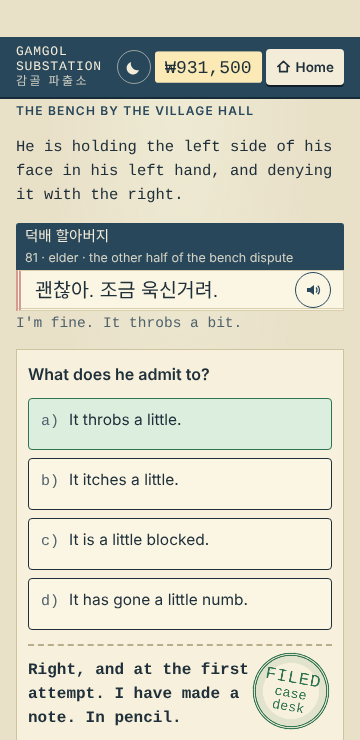 GAMGOL
SUBSTATION
감골 파출소
₩931,500
Home
THE BENCH BY THE VILLAGE HALL
He is holding the left side of his
face in his left hand, and denying
it with the right.
덕배 할아버지
81 · elder · the other half of the bench dispute
괜찮아. 조금 욱신거려.
I'm fine. It throbs a bit.
What does he admit to?
a) It throbs a little.
b) It itches a little.
c) It is a little blocked.
d) It has gone a little numb.
Right, and at the first
attempt. I have made a
note. In pencil.
FILED
case
desk